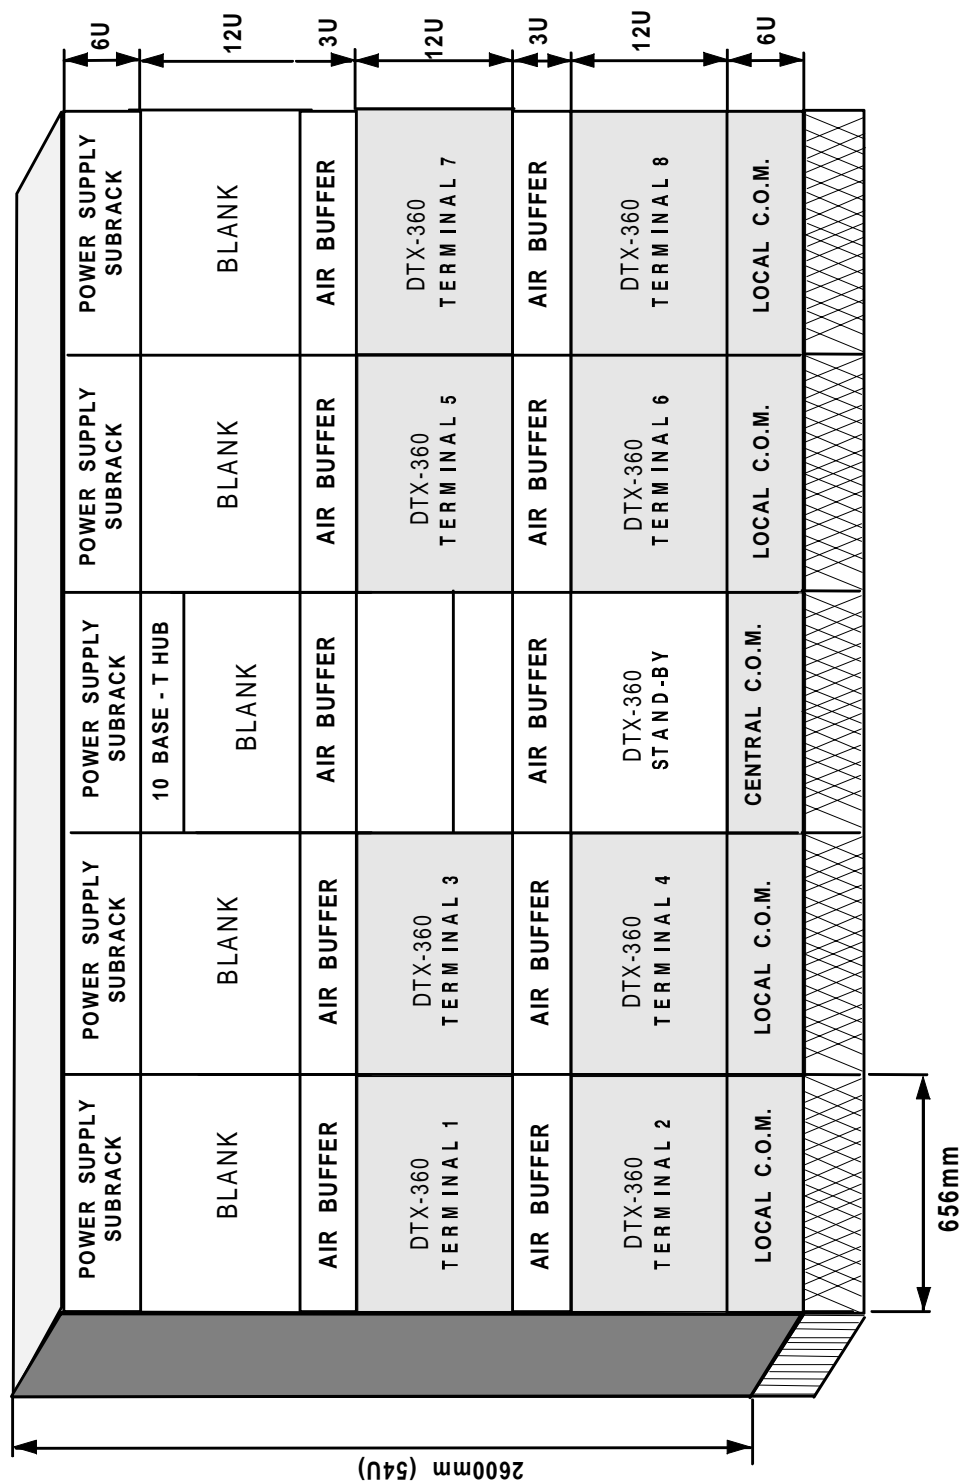 POWER SUPPLY
SUBRACK
POWER SUPPLY
SUBRACK
POWER SUPPLY
SUBRACK
POWER SUPPLY
SUBRACK
POWER SUPPLY
SUBRACK
6U
BLANK
BLANK
10 BASE - T HUB
BLANK
BLANK
BLANK
12U
AIR BUFFER
AIR BUFFER
AIR BUFFER
AIR BUFFER
AIR BUFFER
3U
DTX-360
TERMINAL 1
DTX-360
TERMINAL 3
DTX-360
TERMINAL 5
DTX-360
TERMINAL 7
12U
AIR BUFFER
AIR BUFFER
AIR BUFFER
AIR BUFFER
AIR BUFFER
3U
DTX-360
TERMINAL 2
DTX-360
TERMINAL 4
DTX-360
STAND-BY
DTX-360
TERMINAL 6
DTX-360
TERMINAL 8
12U
LOCAL C.O.M.
LOCAL C.O.M.
CENTRAL C.O.M.
LOCAL C.O.M.
LOCAL C.O.M.
6U
2600mm (54U)
656mm